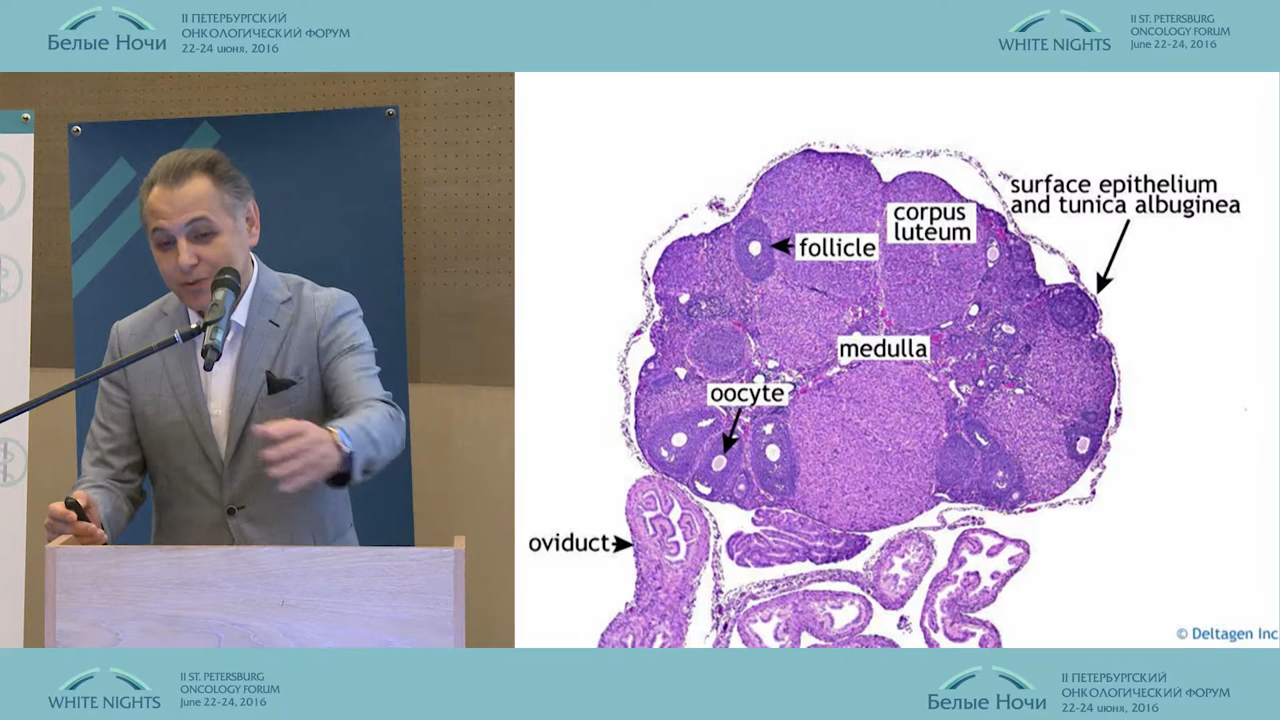 Белые Ночи
II ПЕТЕРБУРГСКИЙ
ОНКОЛОГИЧЕСКИЙ ФОРУМ
22-24 июня, 2016
WHITE NIGHTS
II ST. PETERSBURG
ONCOLOGY FORUM
June 22-24, 2016
surface epithelium
and tunica albuginea
corpus
luteum
follicle
medulla
oocyte
oviduct
© Deltagen Inc
WHITE NIGHTS
II ST. PETERSBURG
ONCOLOGY FORUM
June 22-24, 2016
Белые Ночи
II ПЕТЕРБУРГСКИЙ
ОНКОЛОГИЧЕСКИЙ ФОРУМ
22-24 июня, 2016